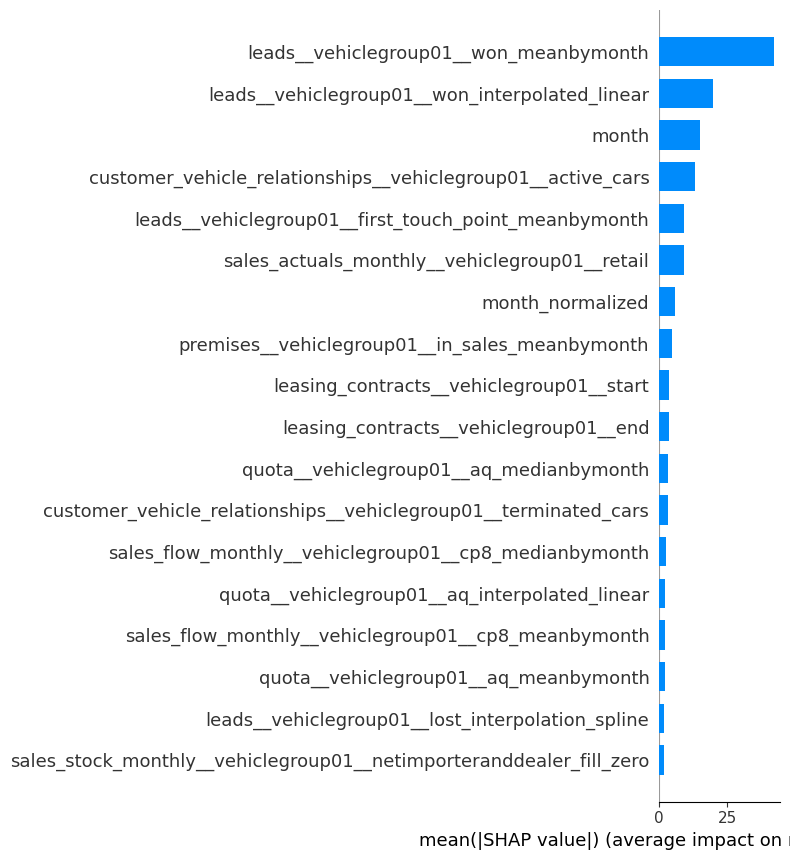 leads__vehiclegroup01__won_meanbymonth
leads__vehiclegroup01__won_interpolated_linear
month
customer_vehicle_relationships__vehiclegroup01__active_cars
leads__vehiclegroup01__first_touch_point_meanbymonth
sales_actuals_monthly__vehiclegroup01__retail
month_normalized
premises__vehiclegroup01__in_sales_meanbymonth
leasing_contracts__vehiclegroup01__start
leasing_contracts__vehiclegroup01__end
quota__vehiclegroup01__aq_medianbymonth
customer_vehicle_relationships__vehiclegroup01__terminated_cars
sales_flow_monthly__vehiclegroup01__cp8_medianbymonth
quota__vehiclegroup01__aq_interpolated_linear
sales_flow_monthly__vehiclegroup01__cp8_meanbymonth
quota__vehiclegroup01__aq_meanbymonth
leads__vehiclegroup01__lost_interpolation_spline
sales_stock_monthly__vehiclegroup01__netimporteranddealer_fill_zero
0 25
mean(|SHAP value|) (average impact on